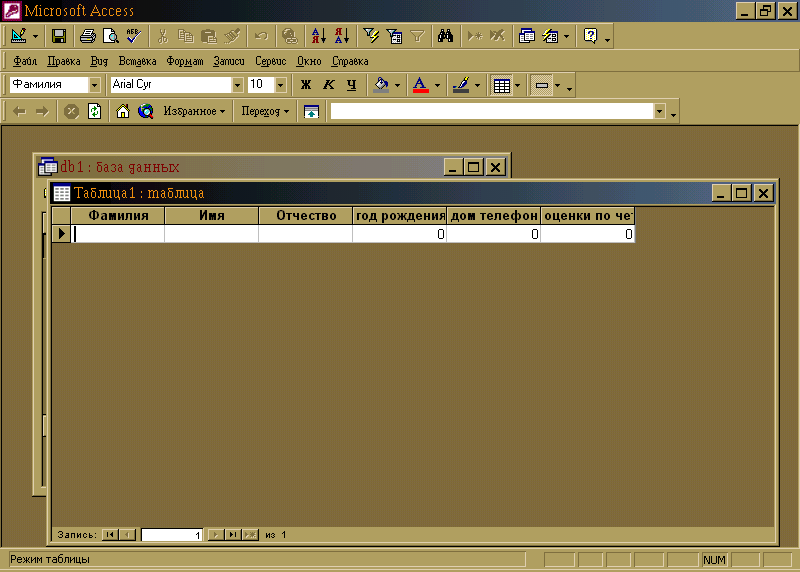 Microsoft Access
Файл Правка Вид Вставка Формат Записи Сервис Окно Справка
Фамилия Arial Cyr 10 Ж К Ч
Избранное Переход
db1 : база данных
Таблица1 : таблица
Фамилия Имя Отчество год рождения дом телефон оценки по чет
0 0 0
Запись: 1 из 1
Режим таблицы NUM